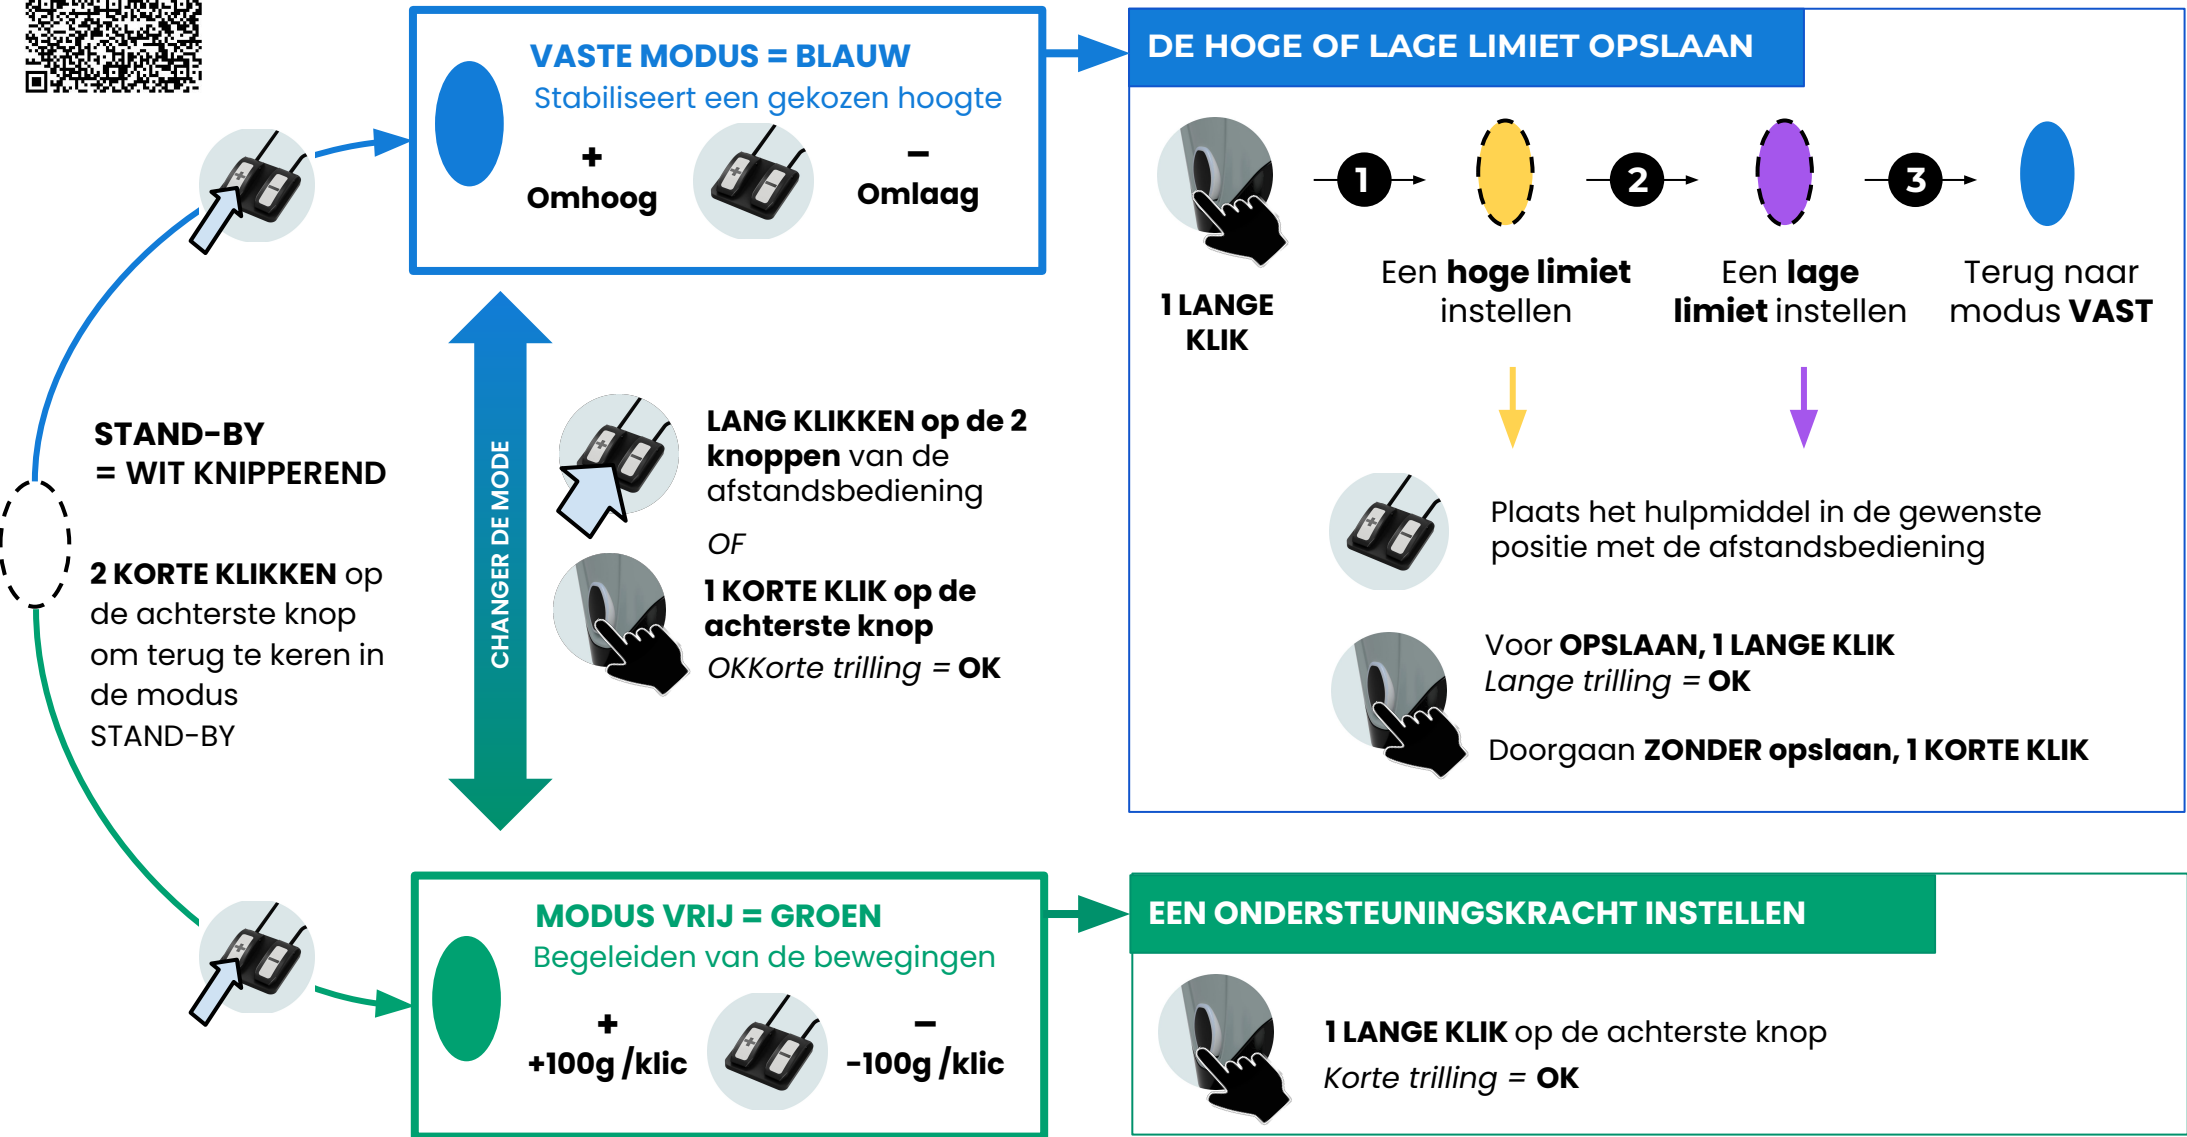 VASTE MODUS = BLAUW
Stabiliseert een gekozen hoogte
+
Omhoog
–
Omlaag
DE HOGE OF LAGE LIMIET OPSLAAN
1 LANGE
KLIK
1
2
3
Een hoge limiet
instellen
Een lage
limiet instellen
Terug naar
modus VAST
Plaats het hulpmiddel in de gewenste
positie met de afstandsbediening
Voor OPSLAAN, 1 LANGE KLIK
Lange trilling = OK
Doorgaan ZONDER opslaan, 1 KORTE KLIK
STAND-BY
= WIT KNIPPEREND
2 KORTE KLIKKEN op
de achterste knop
om terug te keren in
de modus
STAND-BY
CHANGER DE MODE
LANG KLIKKEN op de 2
knoppen van de
afstandsbediening
OF
1 KORTE KLIK op de
achterste knop
OKKorte trilling = OK
MODUS VRIJ = GROEN
Begeleiden van de bewegingen
+
+100g /klic
–
-100g /klic
EEN ONDERSTEUNINGSKRACHT INSTELLEN
1 LANGE KLIK op de achterste knop
Korte trilling = OK